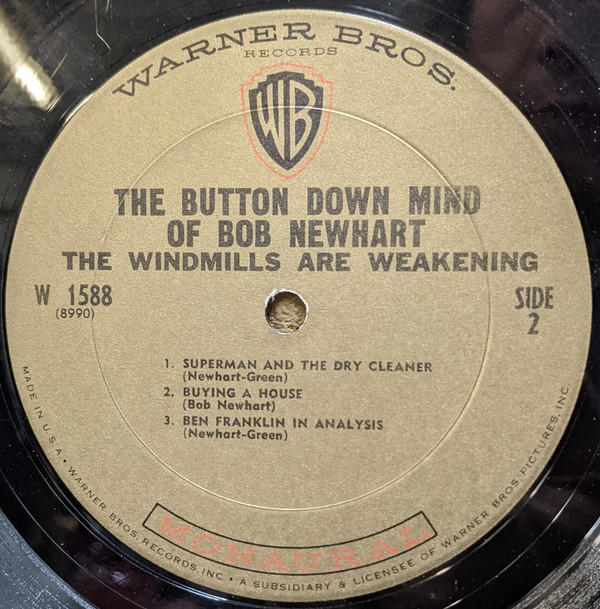 WARNER BROS.
RECORDS
WB
THE BUTTON DOWN MIND
OF BOB NEWHART
THE WINDMILLS ARE WEAKENING
W 1588
(8990)
SIDE
2
1. SUPERMAN AND THE DRY CLEANER
(Newhart-Green)
2. BUYING A HOUSE
(Bob Newhart)
3. BEN FRANKLIN IN ANALYSIS
(Newhart-Green)
MONAURAL
MADE IN U.S.A. • WARNER BROS. RECORDS, INC. • A SUBSIDIARY & LICENSEE OF WARNER BROS. PICTURES, INC.